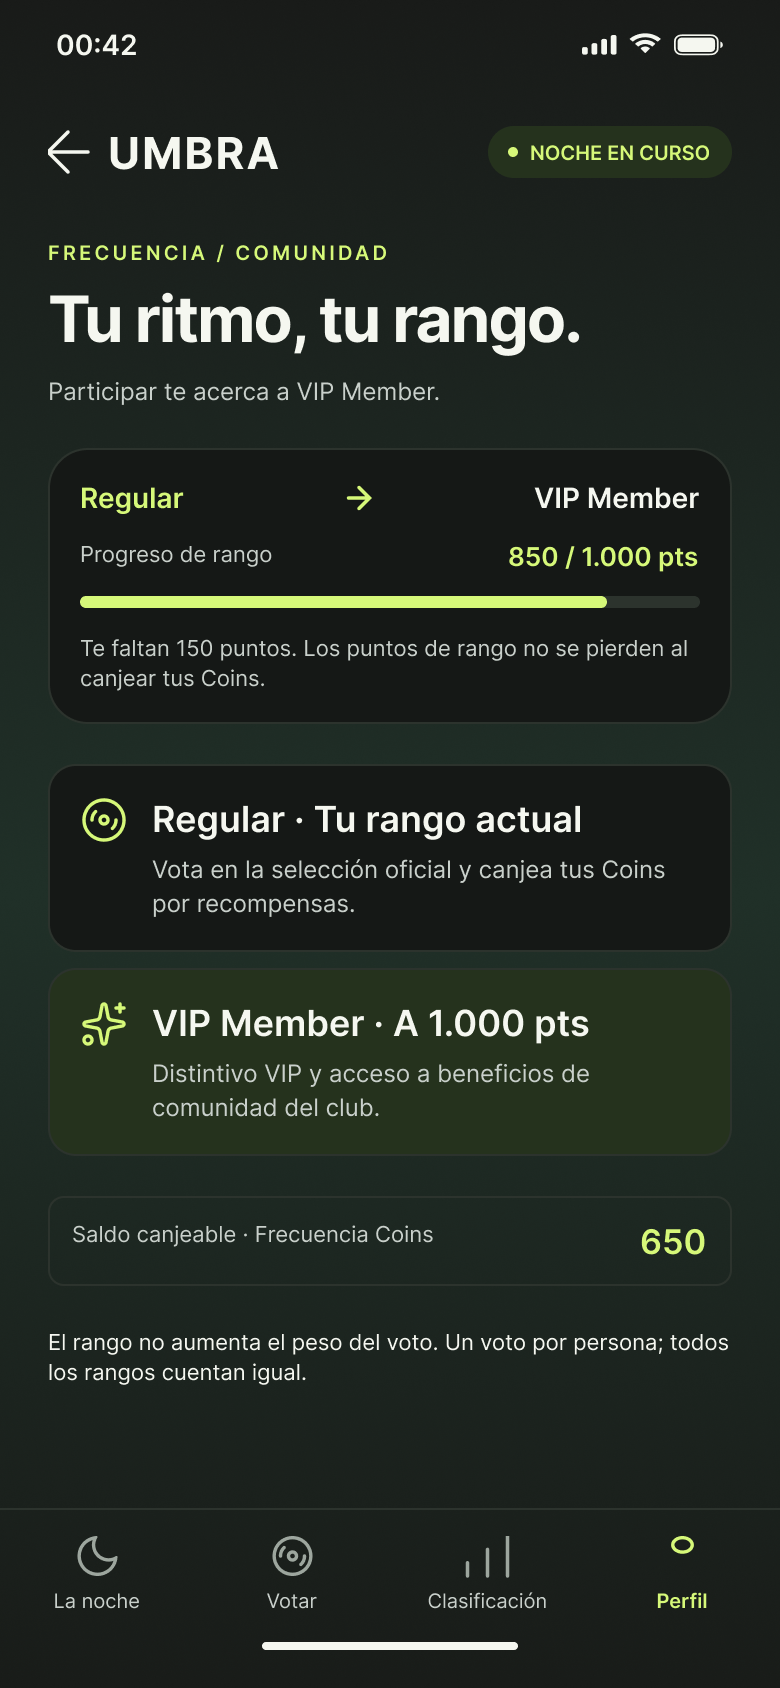 00:42
UMBRA
NOCHE EN CURSO
FRECUENCIA / COMUNIDAD
Tu ritmo, tu rango.
Participar te acerca a VIP Member.
Regular → VIP Member
Progreso de rango 850 / 1.000 pts
Te faltan 150 puntos. Los puntos de rango no se pierden al
canjear tus Coins.
Regular · Tu rango actual
Vota en la selección oficial y canjea tus Coins
por recompensas.
VIP Member · A 1.000 pts
Distintivo VIP y acceso a beneficios de
comunidad del club.
Saldo canjeable · Frecuencia Coins 650
El rango no aumenta el peso del voto. Un voto por persona; todos
los rangos cuentan igual.
La noche Votar Clasificación Perfil